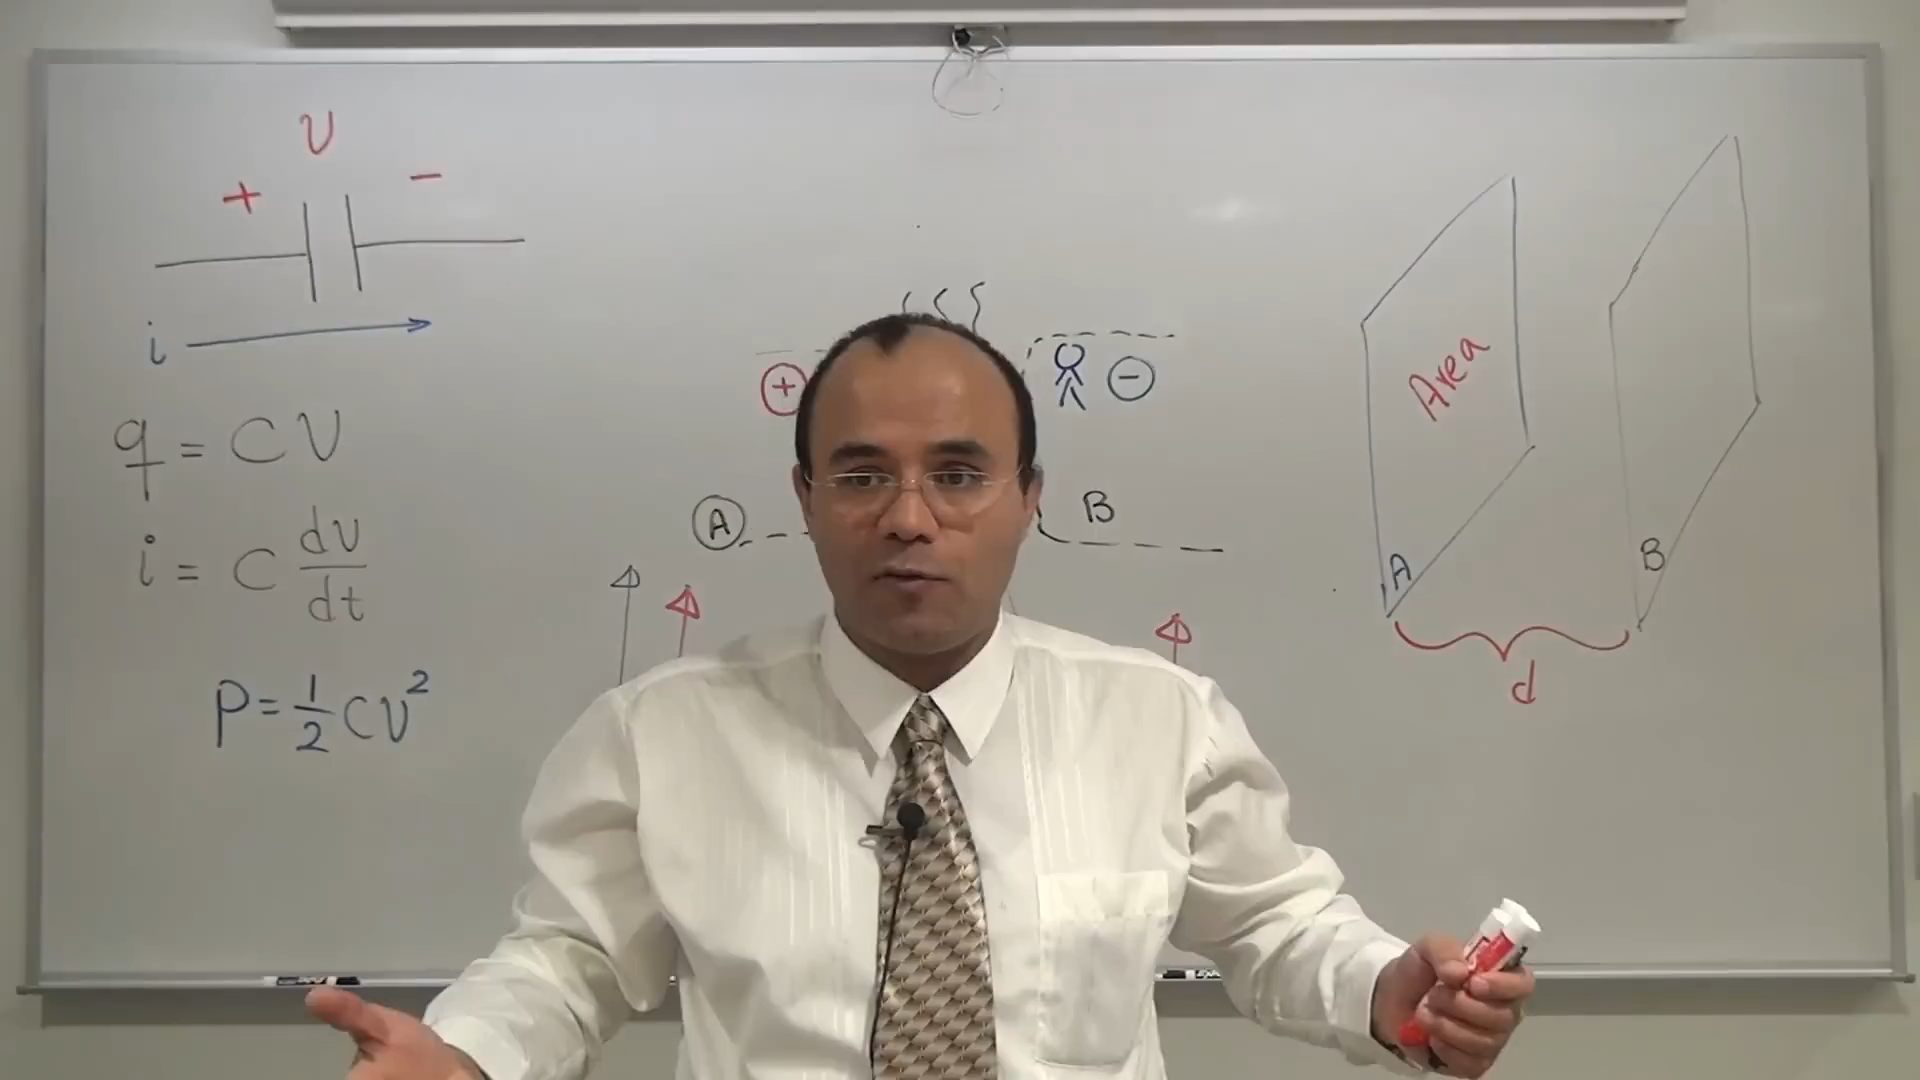 V
+ -
i
q = CV
i = C dv/dt
P = 1/2 CV²
+ -
A B
Area
A B
d